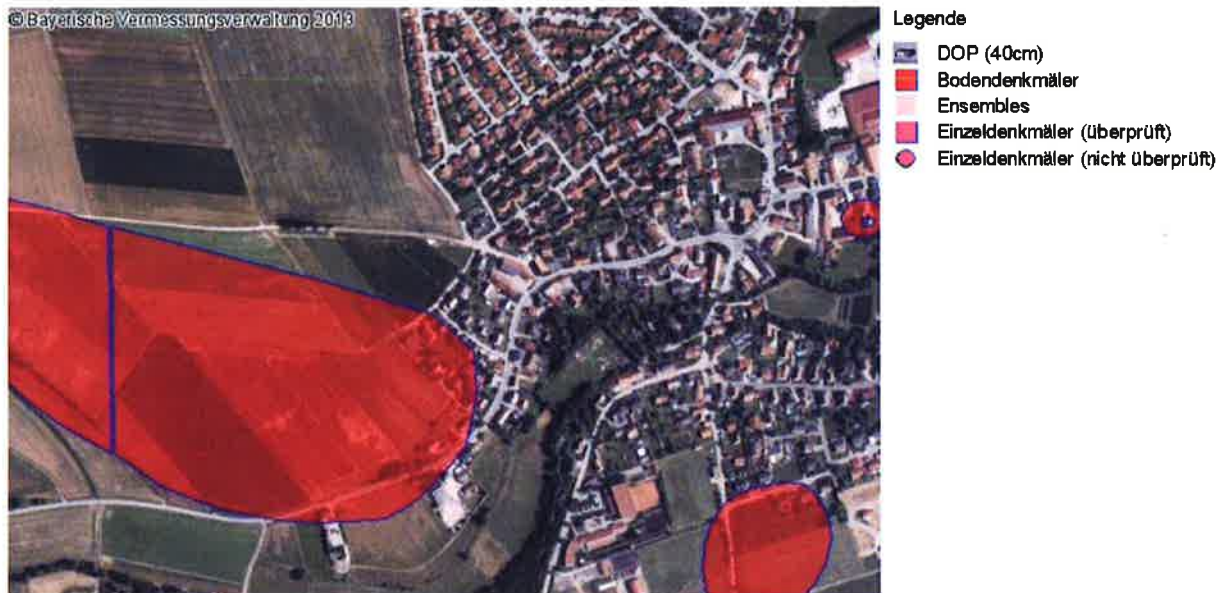 © Bayerische Vermessungsverwaltung 2013
Legende
DOP (40cm)
Bodendenkmäler
Ensembles
Einzeldenkmäler (überprüft)
Einzeldenkmäler (nicht überprüft)